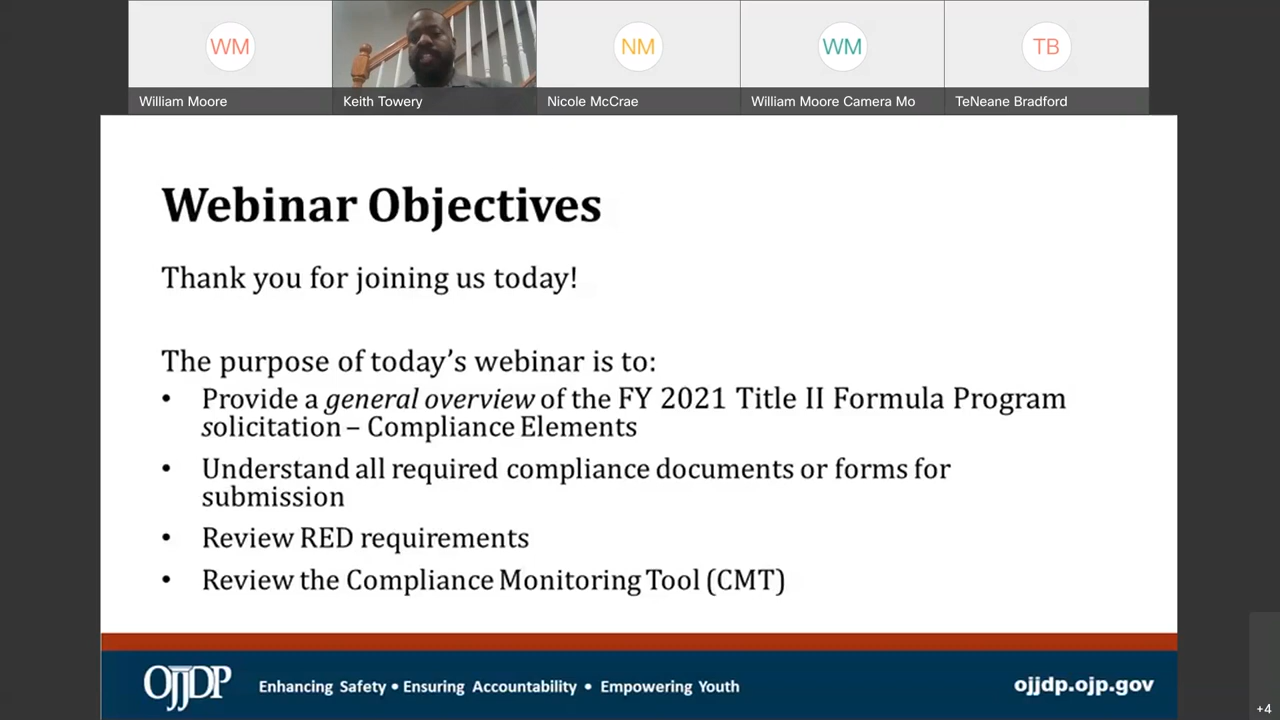 WM
NM
WM
TB
William Moore
Keith Towery
Nicole McCrae
William Moore Camera Mo
TeNeane Bradford
Webinar Objectives
Thank you for joining us today!
The purpose of today's webinar is to:
• Provide a general overview of the FY 2021 Title II Formula Program
solicitation – Compliance Elements
• Understand all required compliance documents or forms for
submission
• Review RED requirements
• Review the Compliance Monitoring Tool (CMT)
OJJDP
Enhancing Safety • Ensuring Accountability • Empowering Youth
ojjdp.ojp.gov
+4